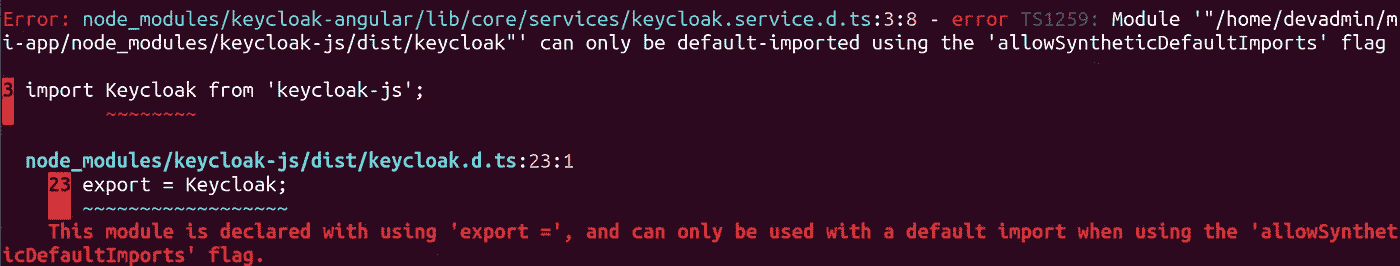 Error: node_modules/keycloak-angular/lib/core/services/keycloak.service.d.ts:3:8 - error TS1259: Module '"/home/devadmin/m
i-app/node_modules/keycloak-js/dist/keycloak"' can only be default-imported using the 'allowSyntheticDefaultImports' flag
3 import Keycloak from 'keycloak-js';
~~~~~~~~
node_modules/keycloak-js/dist/keycloak.d.ts:23:1
23 export = Keycloak;
~~~~~~~~~~~~~~~~~~
This module is declared with using 'export =', and can only be used with a default import when using the 'allowSynthet
icDefaultImports' flag.